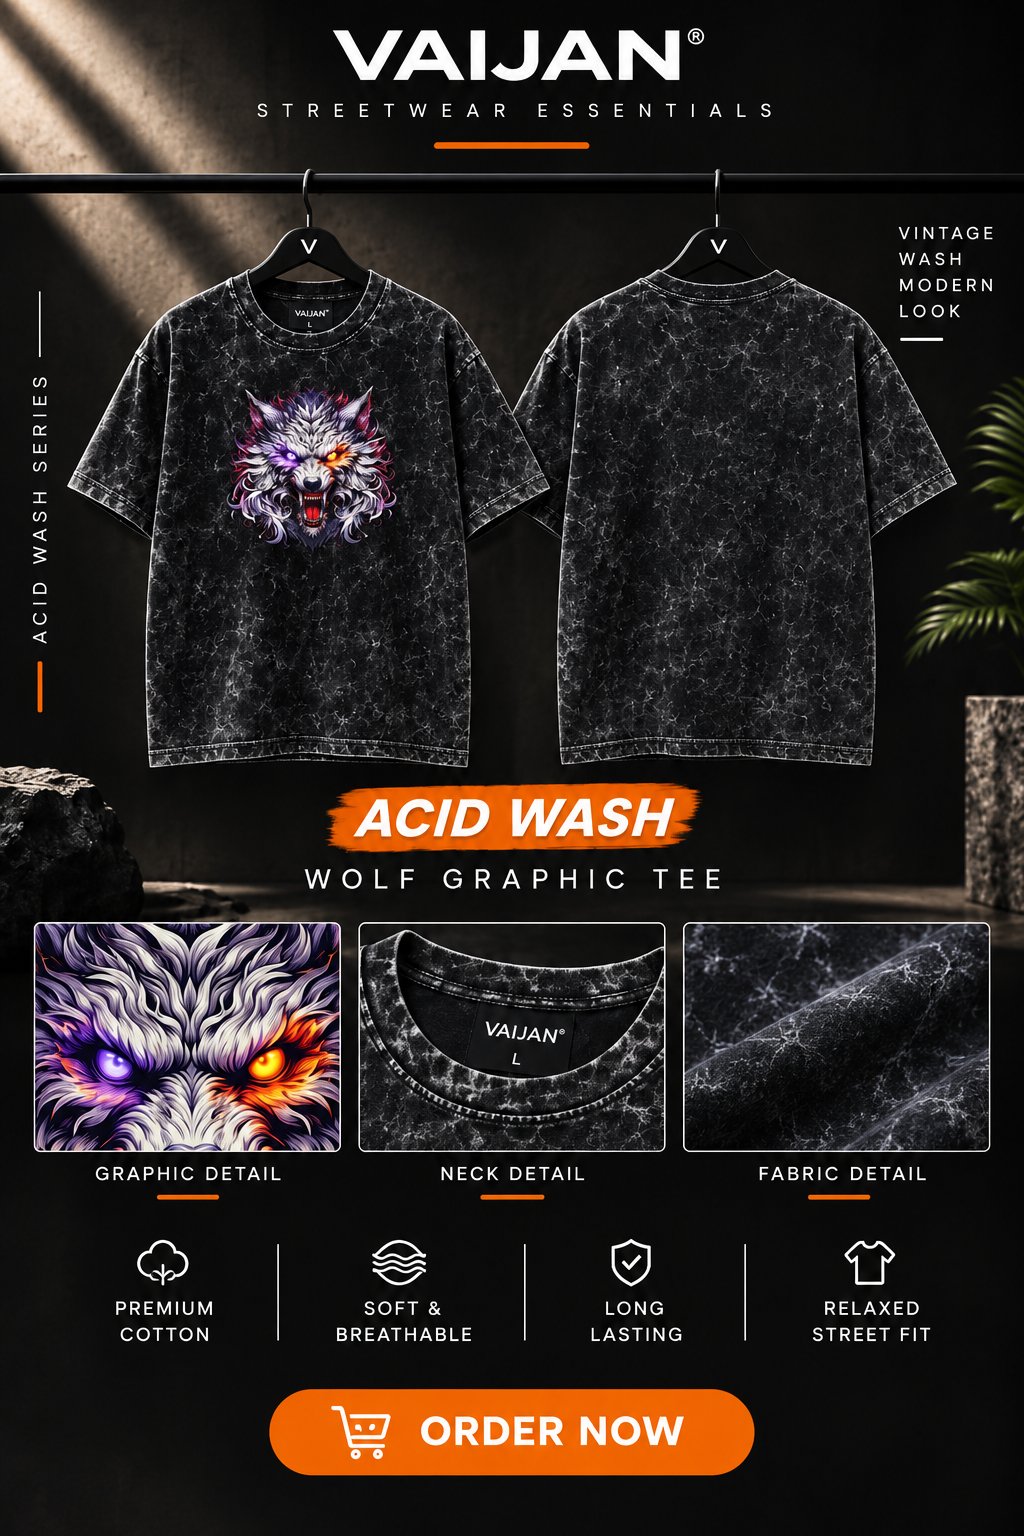 VAIJAN®
STREETWEAR ESSENTIALS
V
V
VINTAGE
WASH
MODERN
LOOK
VAIJAN®
L
ACID WASH SERIES
ACID WASH
WOLF GRAPHIC TEE
VAIJAN®
L
GRAPHIC DETAIL
NECK DETAIL
FABRIC DETAIL
PREMIUM
COTTON
SOFT &
BREATHABLE
LONG
LASTING
RELAXED
STREET FIT
ORDER NOW